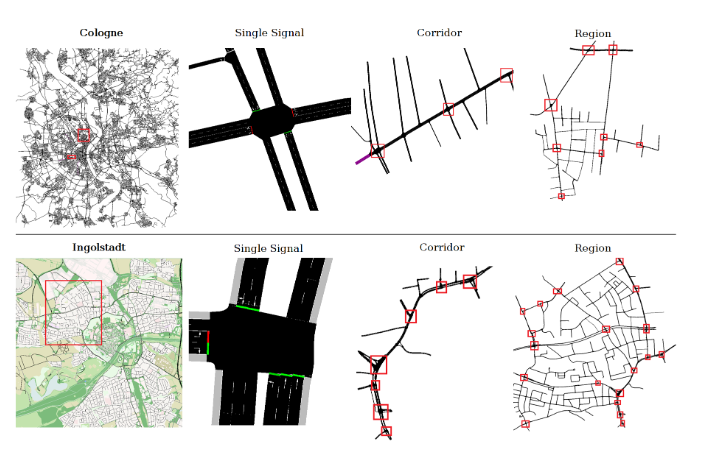 Cologne
Single Signal
Corridor
Region
Ingolstadt
Single Signal
Corridor
Region